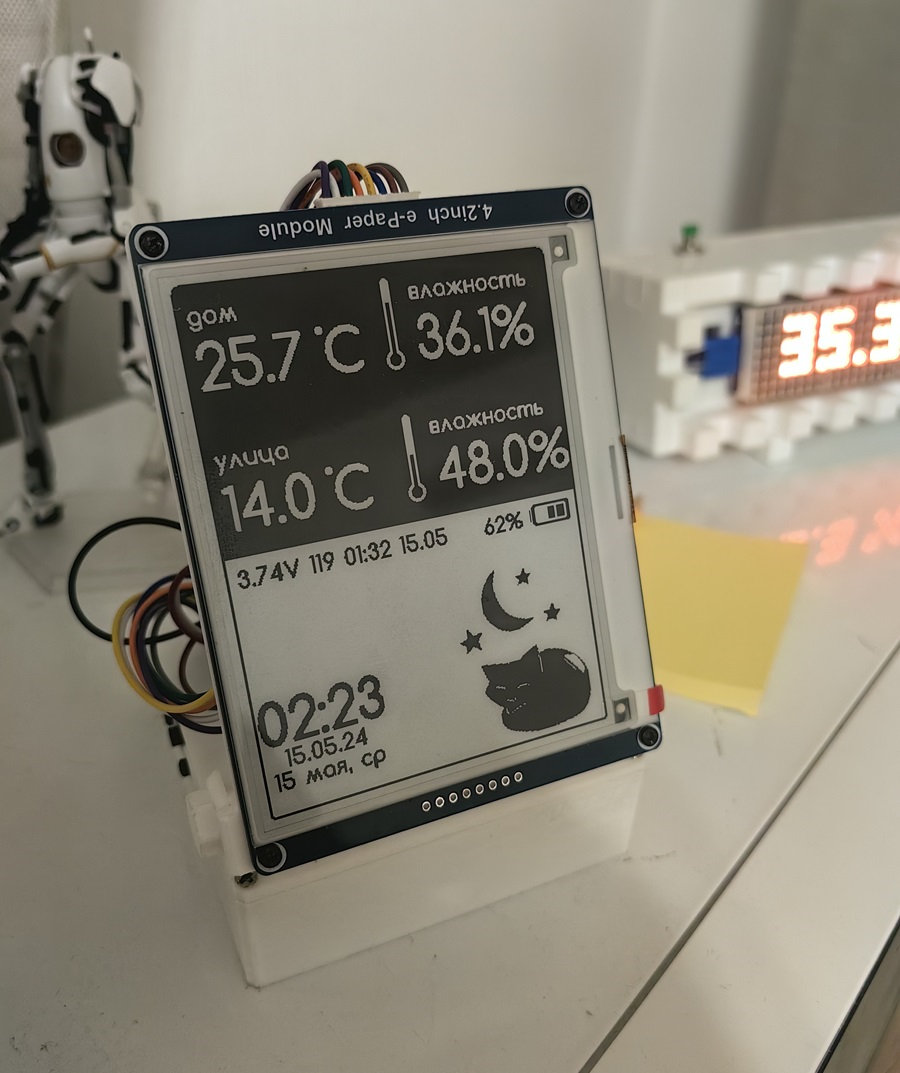 4.2inch e-Paper Module
дом
влажность
25.7 °C
36.1%
улица
влажность
14.0 °C
48.0%
62%
3.74V 119 01:32 15.05
02:23
15.05.24
15 мая, ср
35.3